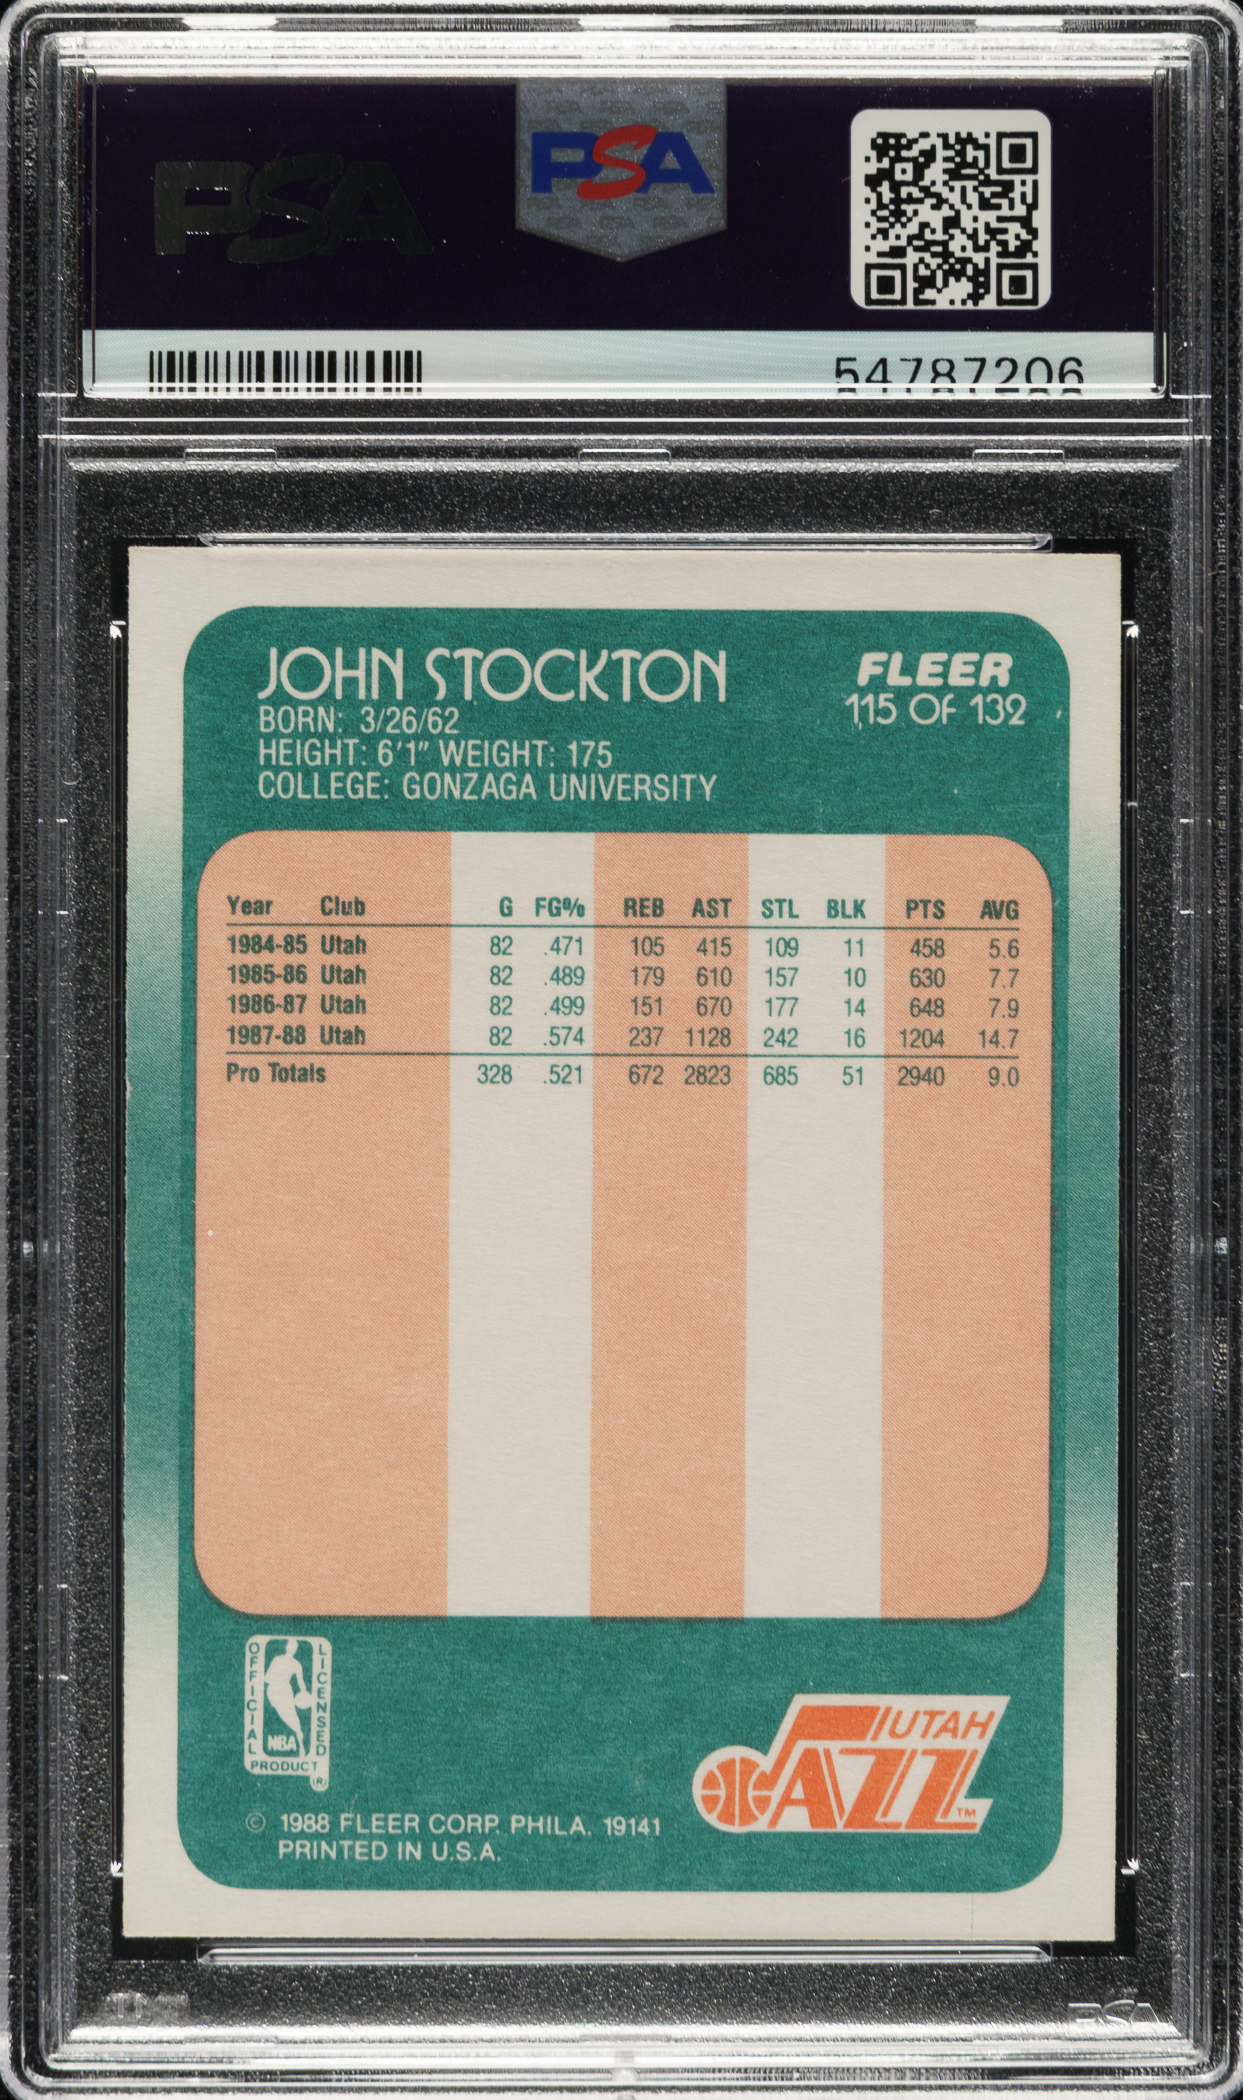 PSA
PSA
54787206
JOHN STOCKTON
BORN: 3/26/62
HEIGHT: 6'1" WEIGHT: 175
COLLEGE: GONZAGA UNIVERSITY
FLEER
115 OF 132
Year Club G FG% REB AST STL BLK PTS AVG
1984-85 Utah 82 .471 105 415 109 11 458 5.6
1985-86 Utah 82 .489 179 610 157 10 630 7.7
1986-87 Utah 82 .499 151 670 177 14 648 7.9
1987-88 Utah 82 .574 237 1128 242 16 1204 14.7
Pro Totals 328 .521 672 2823 685 51 2940 9.0
OFFICIAL LICENSED
NBA
PRODUCT
®
UTAH
JAZZ
TM
© 1988 FLEER CORP. PHILA. 19141
PRINTED IN U.S.A.
PSA